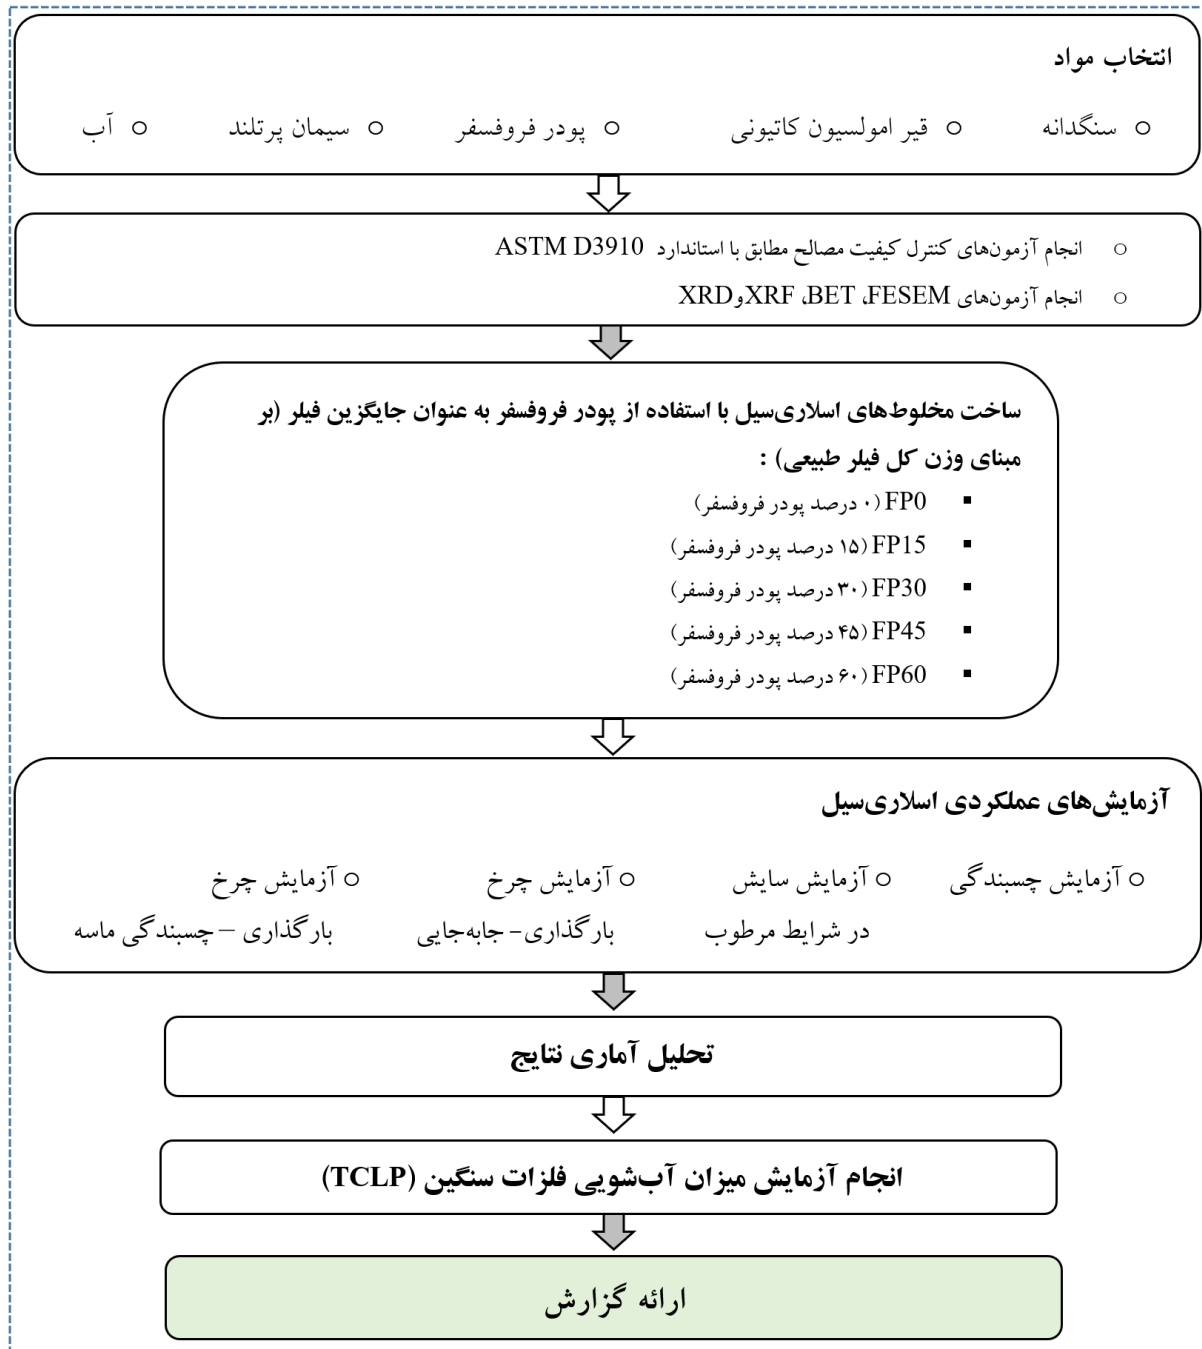 انتخاب مواد
○ سنگدانه ○ قیر امولسیون کاتیونی ○ پودر فروفسفر ○ سیمان پرتلند ○ آب
○ انجام آزمون‌های کنترل کیفیت مصالح مطابق با استاندارد ASTM D3910
○ انجام آزمون‌های XRF ،BET ،FESEM وXRD
ساخت مخلوط‌های اسلاری‌سیل با استفاده از پودر فروفسفر به عنوان جایگزین فیلر (بر
مبنای وزن کل فیلر طبیعی) :
▪ FP0 (۰ درصد پودر فروفسفر)
▪ FP15 (۱۵ درصد پودر فروفسفر)
▪ FP30 (۳۰ درصد پودر فروفسفر)
▪ FP45 (۴۵ درصد پودر فروفسفر)
▪ FP60 (۶۰ درصد پودر فروفسفر)
آزمایش‌های عملکردی اسلاری‌سیل
○ آزمایش چسبندگی
○ آزمایش سایش
در شرایط مرطوب
○ آزمایش چرخ
بارگذاری- جابه‌جایی
○ آزمایش چرخ
بارگذاری – چسبندگی ماسه
تحلیل آماری نتایج
انجام آزمایش میزان آب‌شویی فلزات سنگین (TCLP)
ارائه گزارش